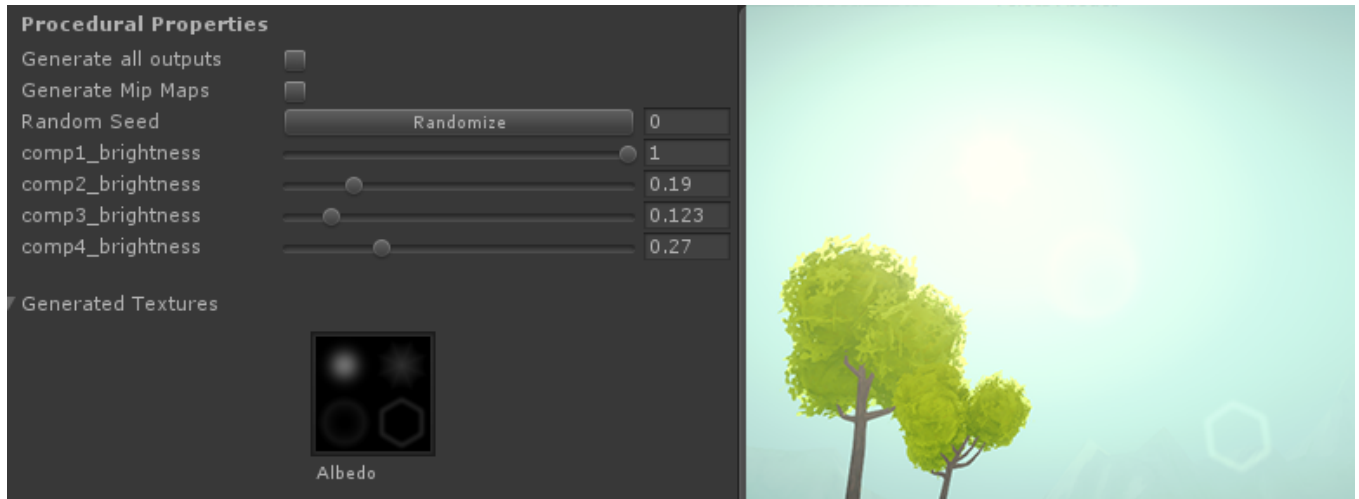 Procedural Properties
Generate all outputs
Generate Mip Maps
Random Seed Randomize 0
comp1_brightness 1
comp2_brightness 0.19
comp3_brightness 0.123
comp4_brightness 0.27
Generated Textures
Albedo